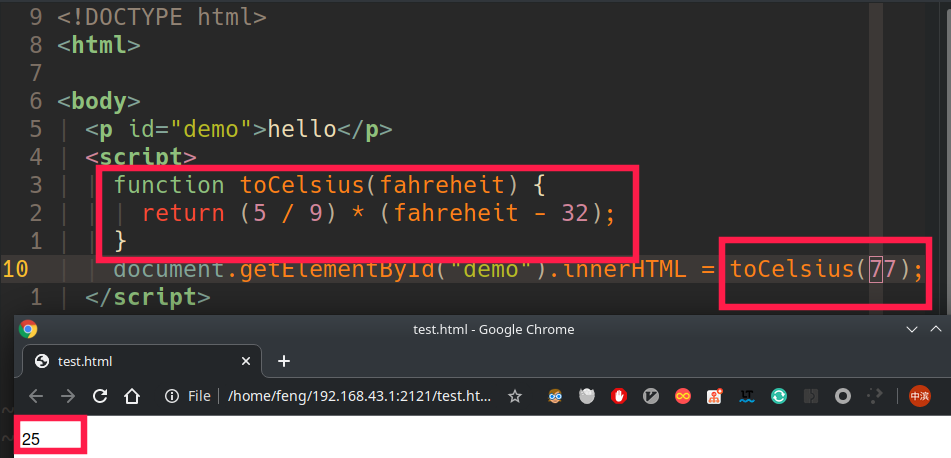 9 <!DOCTYPE html>
8 <html>
7
6 <body>
5 <p id="demo">hello</p>
4 <script>
3 function toCelsius(fahreheit) {
2 return (5 / 9) * (fahreheit - 32);
1 }
10 document.getElementById("demo").innerHTML = toCelsius(77);
1 </script>
test.html - Google Chrome
test.html
File /home/feng/192.168.43.1:2121/test.ht... 中滨
~
~ 25